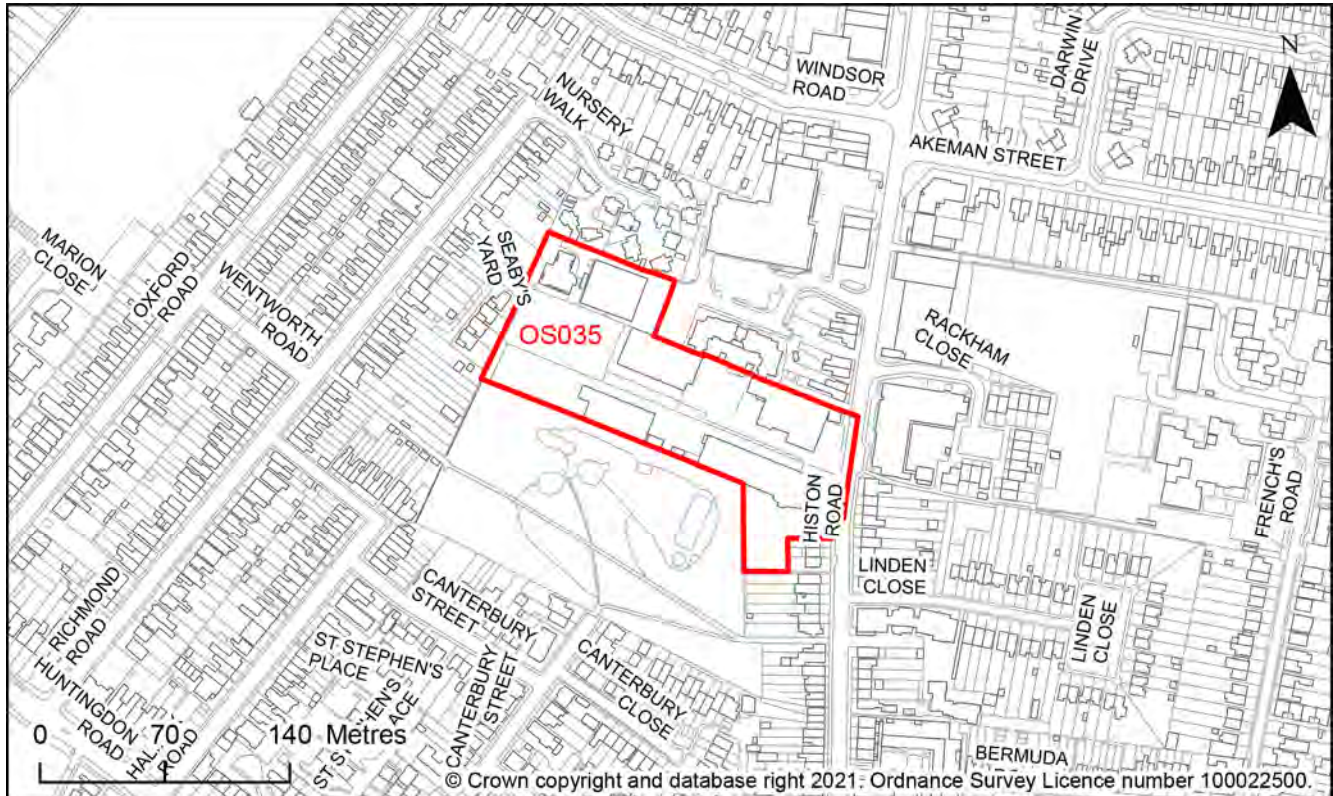 DARWIN
DRIVE
N
WINDSOR
ROAD
NURSERY
WALK
AKEMAN STREET
MARION
CLOSE
OXFORD
ROAD
WENTWORTH
ROAD
SEABY'S
YARD
OS035
RACKHAM
CLOSE
HISTON
ROAD
FRENCH'S
ROAD
LINDEN
CLOSE
LINDEN
CLOSE
RICHMOND
ROAD
CANTERBURY
STREET
ST STEPHEN'S
PLACE
CANTERBURY
STREET
CANTERBURY
CLOSE
HUNTINGDON
ROAD
ROAD
PLACE
BERMUDA
0 70 140 Metres
© Crown copyright and database right 2021. Ordnance Survey Licence number 100022500.